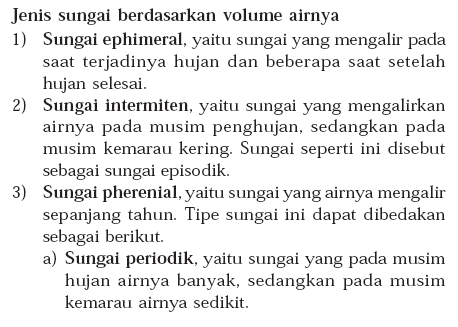 Jenis sungai berdasarkan volume airnya
1) Sungai ephimeral, yaitu sungai yang mengalir pada
saat terjadinya hujan dan beberapa saat setelah
hujan selesai.
2) Sungai intermiten, yaitu sungai yang mengalirkan
airnya pada musim penghujan, sedangkan pada
musim kemarau kering. Sungai seperti ini disebut
sebagai sungai episodik.
3) Sungai pherenial, yaitu sungai yang airnya mengalir
sepanjang tahun. Tipe sungai ini dapat dibedakan
sebagai berikut.
a) Sungai periodik, yaitu sungai yang pada musim
hujan airnya banyak, sedangkan pada musim
kemarau airnya sedikit.